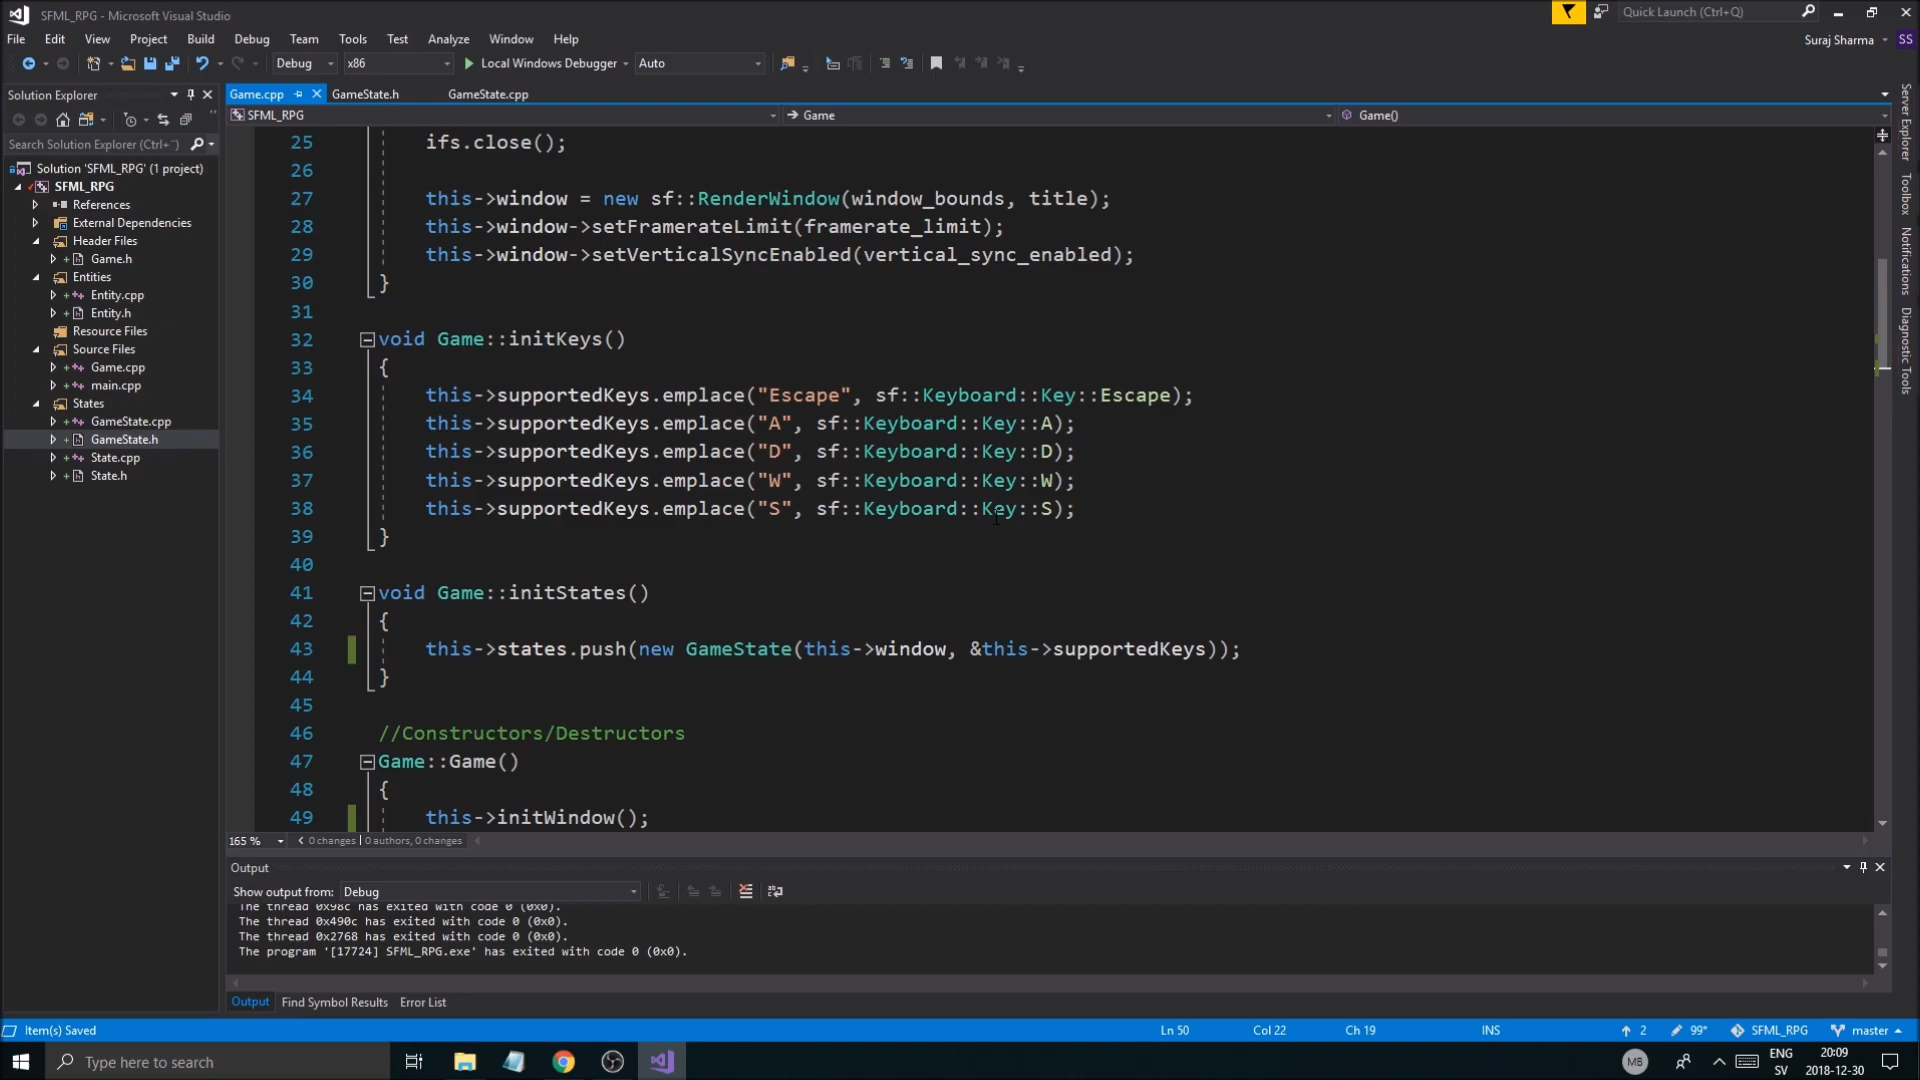 SFML_RPG - Microsoft Visual Studio
Quick Launch (Ctrl+Q)
File Edit View Project Build Debug Team Tools Test Analyze Window Help
Suraj Sharma SS
Debug x86 Local Windows Debugger Auto
Solution Explorer
Search Solution Explorer (Ctrl+¨)
Solution 'SFML_RPG' (1 project)
SFML_RPG
References
External Dependencies
Header Files
Game.h
Entities
Entity.cpp
Entity.h
Resource Files
Source Files
Game.cpp
main.cpp
States
GameState.cpp
GameState.h
State.cpp
State.h
Game.cpp GameState.h GameState.cpp
SFML_RPG Game Game()
25 ifs.close();
26
27 this->window = new sf::RenderWindow(window_bounds, title);
28 this->window->setFramerateLimit(framerate_limit);
29 this->window->setVerticalSyncEnabled(vertical_sync_enabled);
30 }
31
32 void Game::initKeys()
33 {
34 this->supportedKeys.emplace("Escape", sf::Keyboard::Key::Escape);
35 this->supportedKeys.emplace("A", sf::Keyboard::Key::A);
36 this->supportedKeys.emplace("D", sf::Keyboard::Key::D);
37 this->supportedKeys.emplace("W", sf::Keyboard::Key::W);
38 this->supportedKeys.emplace("S", sf::Keyboard::Key::S);
39 }
40
41 void Game::initStates()
42 {
43 this->states.push(new GameState(this->window, &this->supportedKeys));
44 }
45
46 //Constructors/Destructors
47 Game::Game()
48 {
49 this->initWindow();
165 % 0 changes | 0 authors, 0 changes
Server Explorer
Toolbox
Notifications
Diagnostic Tools
Output
Show output from: Debug
The thread 0x98c has exited with code 0 (0x0).
The thread 0x490c has exited with code 0 (0x0).
The thread 0x2768 has exited with code 0 (0x0).
The program '[17724] SFML_RPG.exe' has exited with code 0 (0x0).
Output Find Symbol Results Error List
Item(s) Saved Ln 50 Col 22 Ch 19 INS 2 99* SFML_RPG master
Type here to search MB ENG SV 20:09 2018-12-30